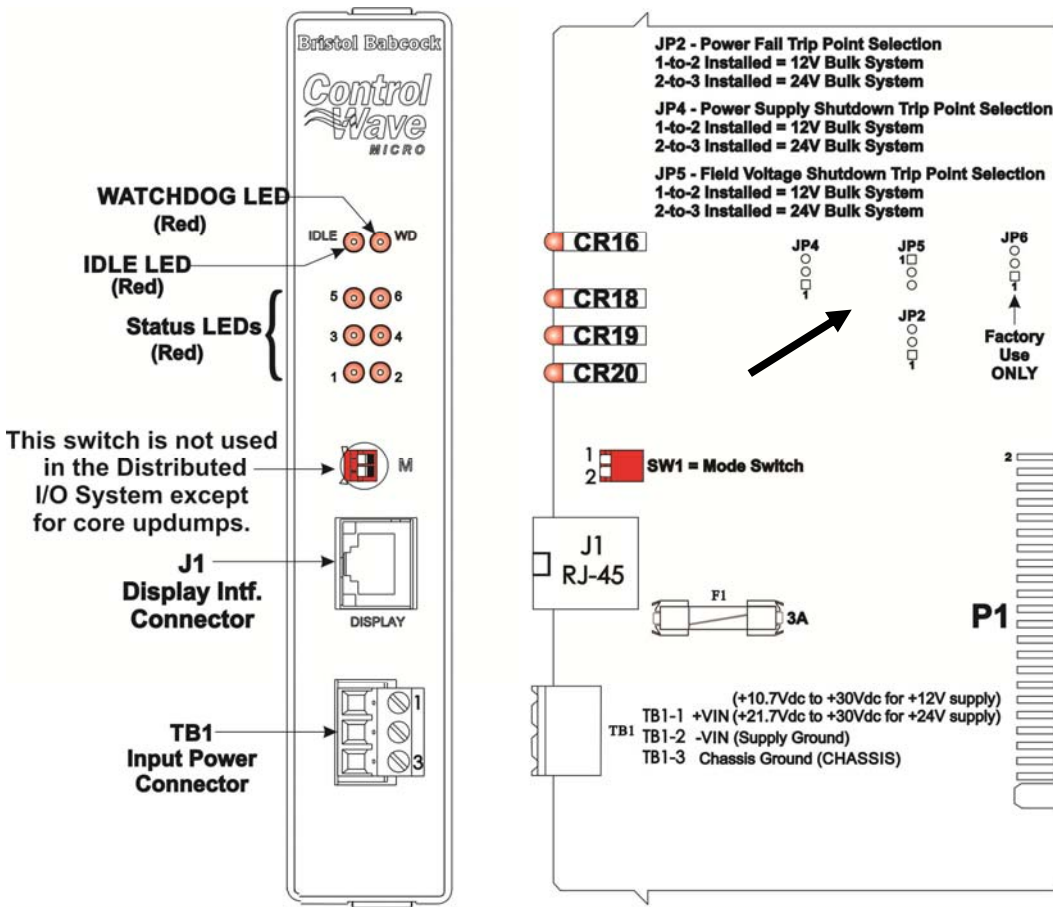 Bristol Babcock
Control
Wave
MICRO
WATCHDOG LED
(Red)
IDLE
WD
IDLE LED
(Red)
5
6
Status LEDs
(Red)
3
4
1
2
This switch is not used
in the Distributed
I/O System except
for core updumps.
M
J1
Display Intf.
Connector
DISPLAY
TB1
Input Power
Connector
1
3
JP2 - Power Fail Trip Point Selection
1-to-2 Installed = 12V Bulk System
2-to-3 Installed = 24V Bulk System
JP4 - Power Supply Shutdown Trip Point Selection
1-to-2 Installed = 12V Bulk System
2-to-3 Installed = 24V Bulk System
JP5 - Field Voltage Shutdown Trip Point Selection
1-to-2 Installed = 12V Bulk System
2-to-3 Installed = 24V Bulk System
CR16
CR18
CR19
CR20
JP4
1
JP5
1
JP2
1
JP6
1
Factory
Use
ONLY
1
2
SW1 = Mode Switch
2
J1
RJ-45
F1
3A
P1
TB1
(+10.7Vdc to +30Vdc for +12V supply)
TB1-1 +VIN (+21.7Vdc to +30Vdc for +24V supply)
TB1-2 -VIN (Supply Ground)
TB1-3 Chassis Ground (CHASSIS)